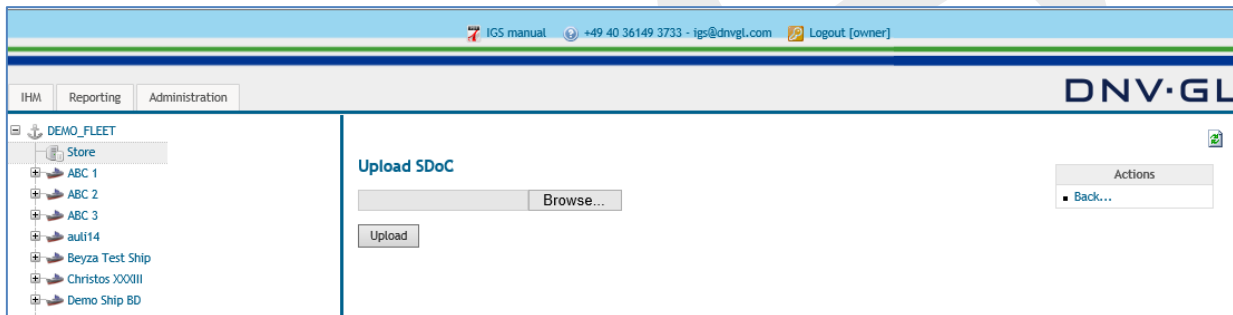 IGS manual +49 40 36149 3733 - igs@dnvgl.com Logout [owner]
DNV·GL
IHM Reporting Administration
DEMO_FLEET
Store
ABC 1
ABC 2
ABC 3
auli14
Beyza Test Ship
Christos XXXIII
Demo Ship BD
Upload SDoC
Browse...
Upload
Actions
Back...